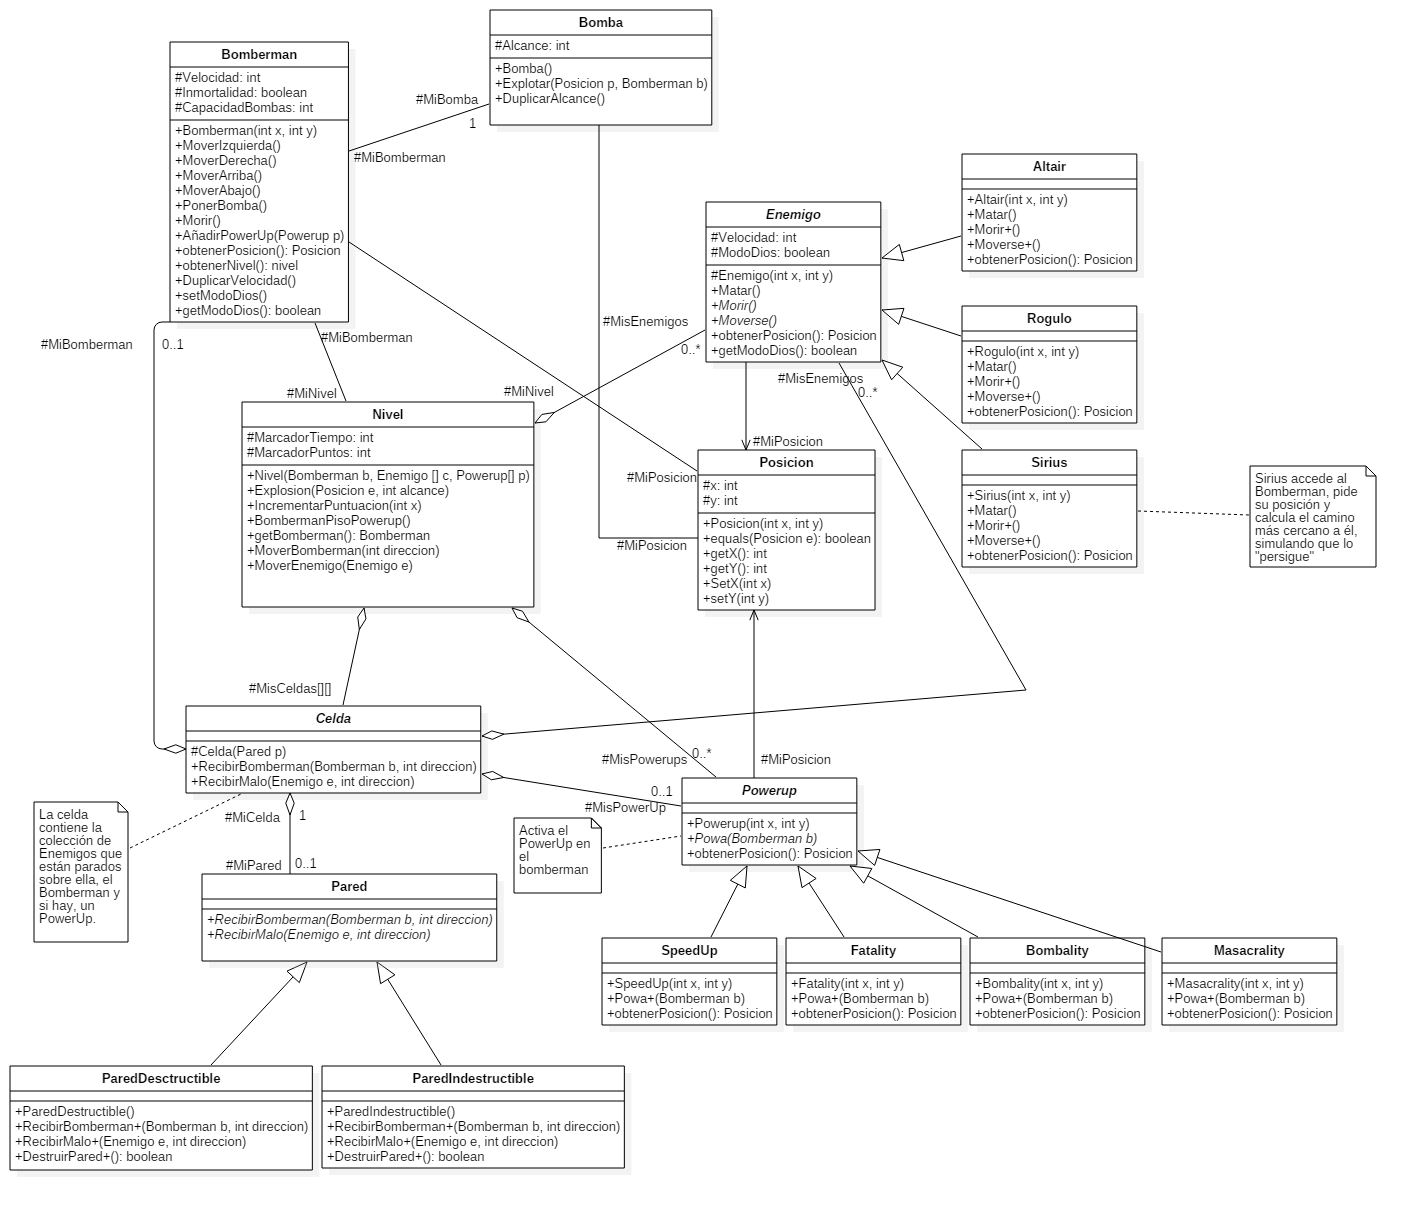 Bomba
#Alcance: int
+Bomba()
+Explotar(Posicion p, Bomberman b)
+DuplicarAlcance()
Bomberman
#Velocidad: int
#Inmortalidad: boolean
#CapacidadBombas: int
+Bomberman(int x, int y)
+MoverIzquierda()
+MoverDerecha()
+MoverArriba()
+MoverAbajo()
+PonerBomba()
+Morir()
+AñadirPowerUp(Powerup p)
+obtenerPosicion(): Posicion
+obtenerNivel(): nivel
+DuplicarVelocidad()
+setModoDios()
+getModoDios(): boolean
#MiBomba
1
#MiBomberman
Altair
+Altair(int x, int y)
+Matar()
+Morir+()
+Moverse+()
+obtenerPosicion(): Posicion
Enemigo
#Velocidad: int
#ModoDios: boolean
#Enemigo(int x, int y)
+Matar()
+Morir()
+Moverse()
+obtenerPosicion(): Posicion
+getModoDios(): boolean
Rogulo
+Rogulo(int x, int y)
+Matar()
+Morir+()
+Moverse+()
+obtenerPosicion(): Posicion
#MisEnemigos
0..*
#MiBomberman
0..1
#MiBomberman
#MiNivel
#MiNivel
#MisEnemigos
0..*
#MiPosicion
Nivel
#MarcadorTiempo: int
#MarcadorPuntos: int
+Nivel(Bomberman b, Enemigo [] c, Powerup[] p)
+Explosion(Posicion e, int alcance)
+IncrementarPuntuacion(int x)
+BombermanPisoPowerup()
+getBomberman(): Bomberman
+MoverBomberman(int direccion)
+MoverEnemigo(Enemigo e)
#MiPosicion
#MiPosicion
Posicion
#x: int
#y: int
+Posicion(int x, int y)
+equals(Posicion e): boolean
+getX(): int
+getY(): int
+SetX(int x)
+setY(int y)
Sirius
+Sirius(int x, int y)
+Matar()
+Morir+()
+Moverse+()
+obtenerPosicion(): Posicion
Sirius accede al
Bomberman, pide
su posición y
calcula el camino
más cercano a él,
simulando que lo
"persigue"
#MisCeldas[][]
Celda
#Celda(Pared p)
+RecibirBomberman(Bomberman b, int direccion)
+RecibirMalo(Enemigo e, int direccion)
#MisPowerups
0..*
#MiPosicion
0..1
#MisPowerUp
Powerup
+Powerup(int x, int y)
+Powa(Bomberman b)
+obtenerPosicion(): Posicion
La celda
contiene la
colección de
Enemigos que
están parados
sobre ella, el
Bomberman y
si hay, un
PowerUp.
#MiCelda
1
#MiPared
0..1
Activa el
PowerUp en
el
bomberman
Pared
+RecibirBomberman(Bomberman b, int direccion)
+RecibirMalo(Enemigo e, int direccion)
SpeedUp
+SpeedUp(int x, int y)
+Powa+(Bomberman b)
+obtenerPosicion(): Posicion
Fatality
+Fatality(int x, int y)
+Powa+(Bomberman b)
+obtenerPosicion(): Posicion
Bombality
+Bombality(int x, int y)
+Powa+(Bomberman b)
+obtenerPosicion(): Posicion
Masacrality
+Masacrality(int x, int y)
+Powa+(Bomberman b)
+obtenerPosicion(): Posicion
ParedDesctructible
+ParedDestructible()
+RecibirBomberman+(Bomberman b, int direccion)
+RecibirMalo+(Enemigo e, int direccion)
+DestruirPared+(): boolean
ParedIndestructible
+ParedIndestructible()
+RecibirBomberman+(Bomberman b, int direccion)
+RecibirMalo+(Enemigo e, int direccion)
+DestruirPared+(): boolean